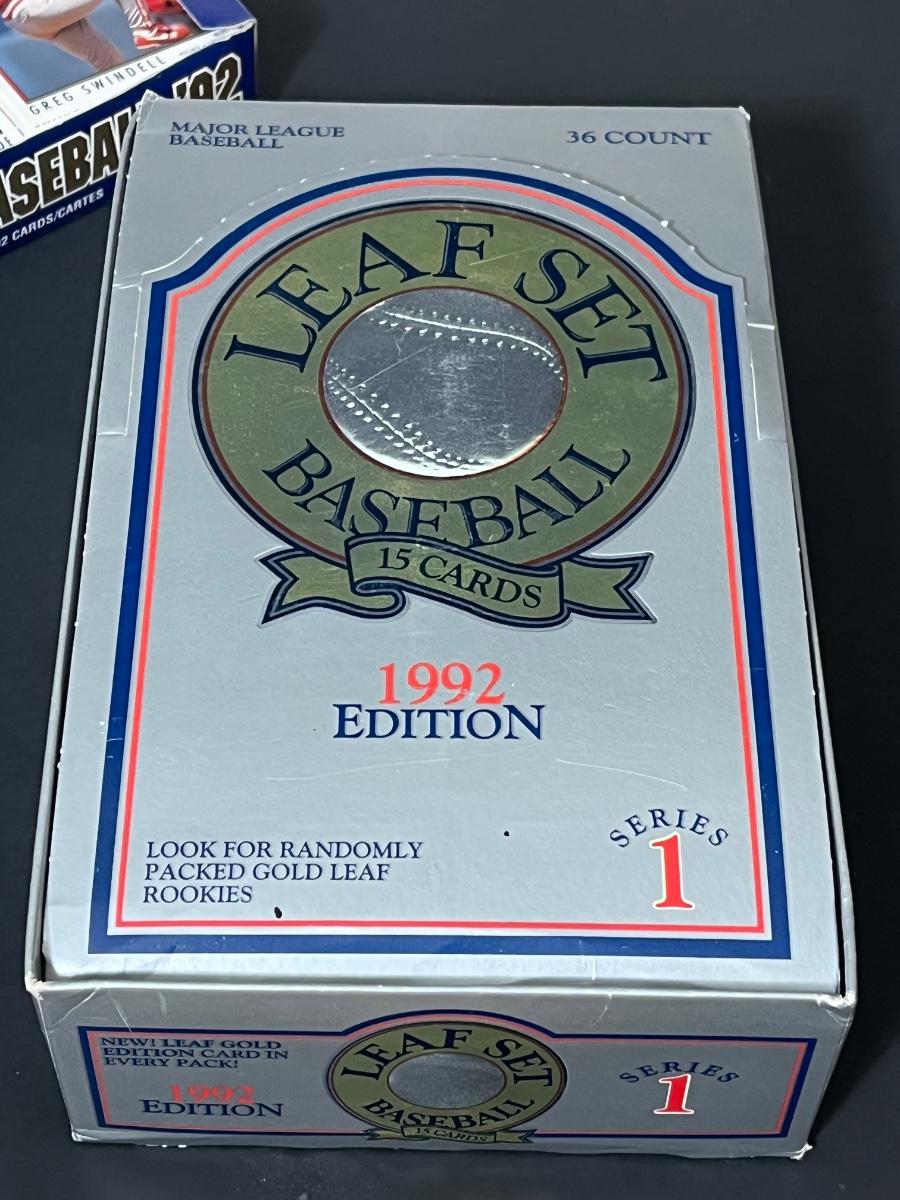 GREG SWINDELL
BASEBALL '92
2 CARDS/CARTES
MAJOR LEAGUE
BASEBALL
36 COUNT
LEAF SET
BASEBALL
15 CARDS
1992
EDITION
LOOK FOR RANDOMLY
PACKED GOLD LEAF
ROOKIES
SERIES
1
NEW! LEAF GOLD
EDITION CARD IN
EVERY PACK!
1992
EDITION
LEAF SET
BASEBALL
15 CARDS
SERIES
1